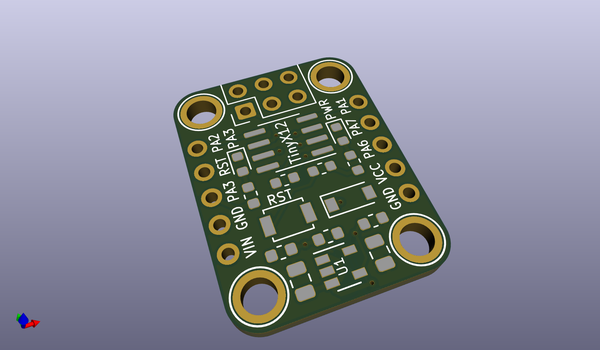 PWR
PA1
PA7
PA6
VCC
GND
TinyX12
PA3
PA2
RST
PA3
GND
VIN
RST
U1